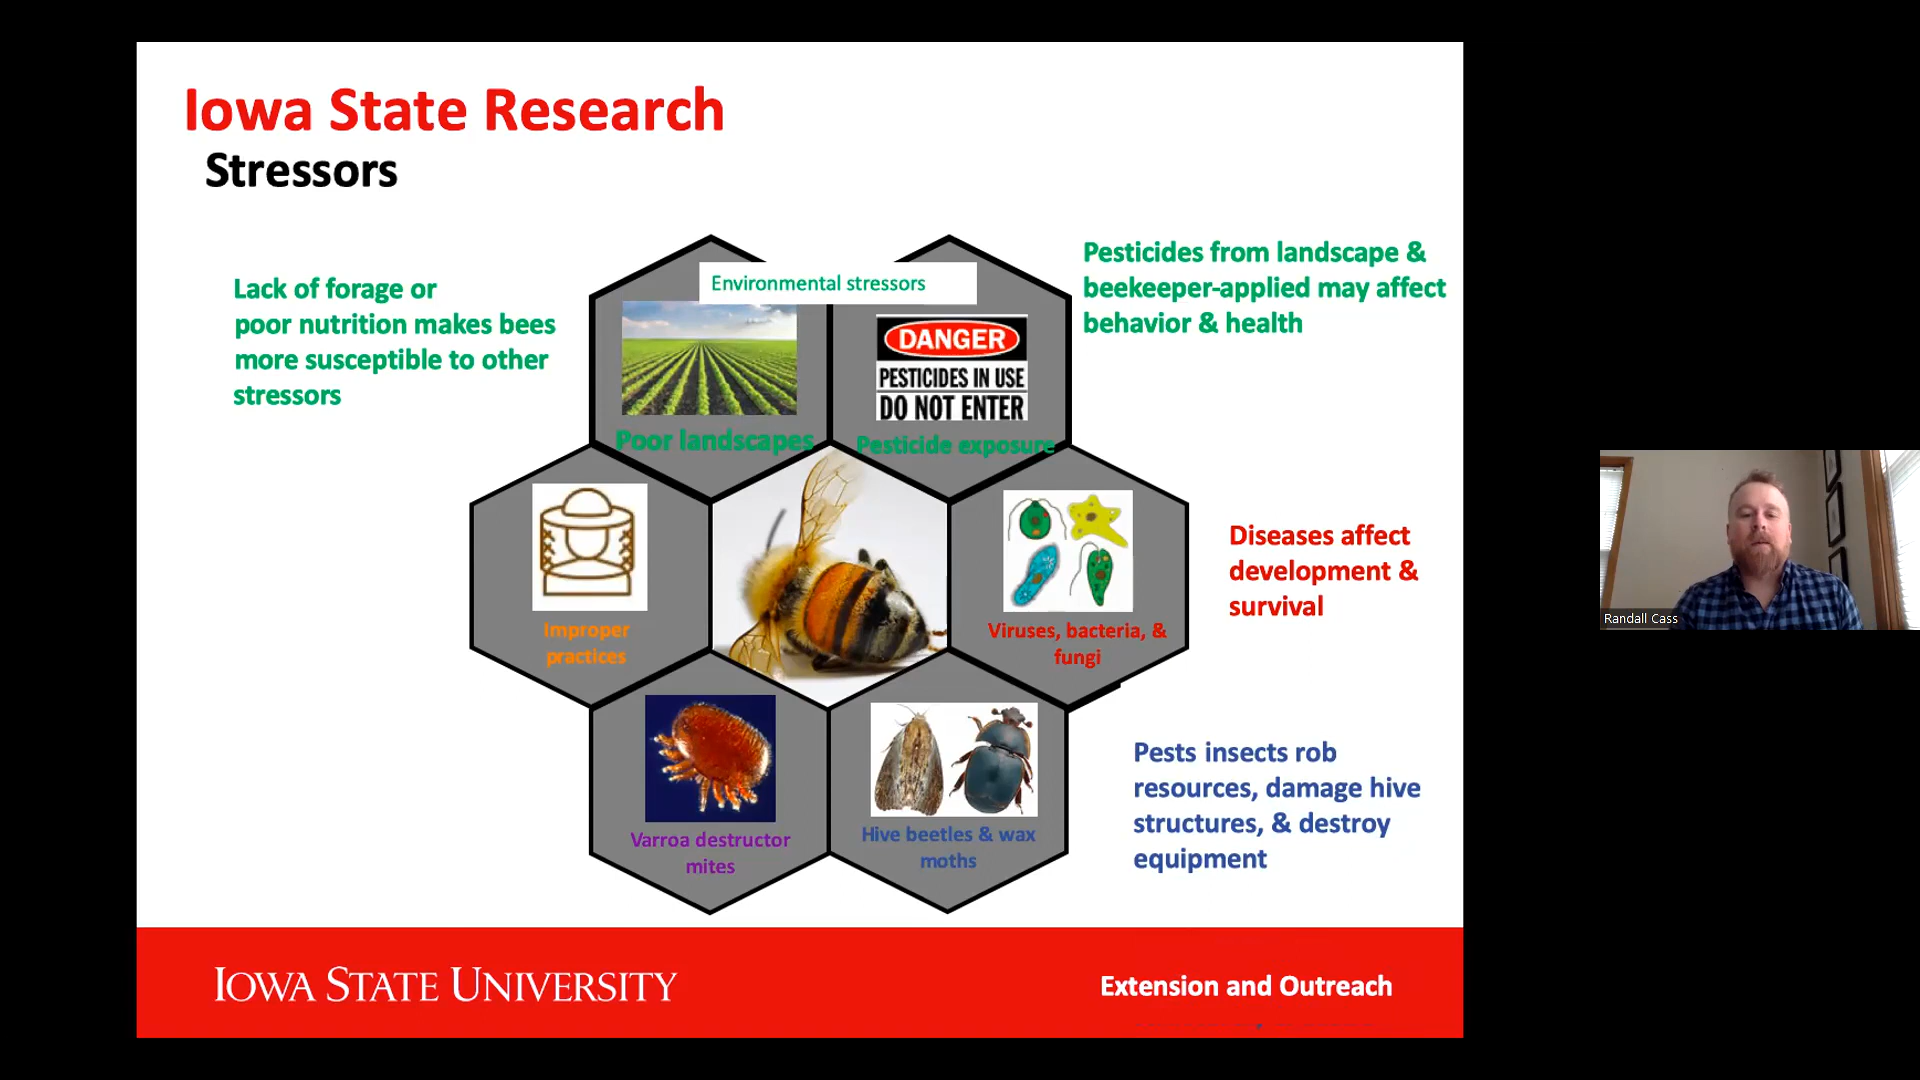 Iowa State Research
Stressors
Lack of forage or
poor nutrition makes bees
more susceptible to other
stressors
Environmental stressors
Pesticides from landscape &
beekeeper-applied may affect
behavior & health
DANGER
PESTICIDES IN USE
DO NOT ENTER
Poor landscapes
Pesticide exposure
Improper
practices
Viruses, bacteria, &
fungi
Diseases affect
development &
survival
Randall Cass
Varroa destructor
mites
Hive beetles & wax
moths
Pests insects rob
resources, damage hive
structures, & destroy
equipment
IOWA STATE UNIVERSITY
Extension and Outreach